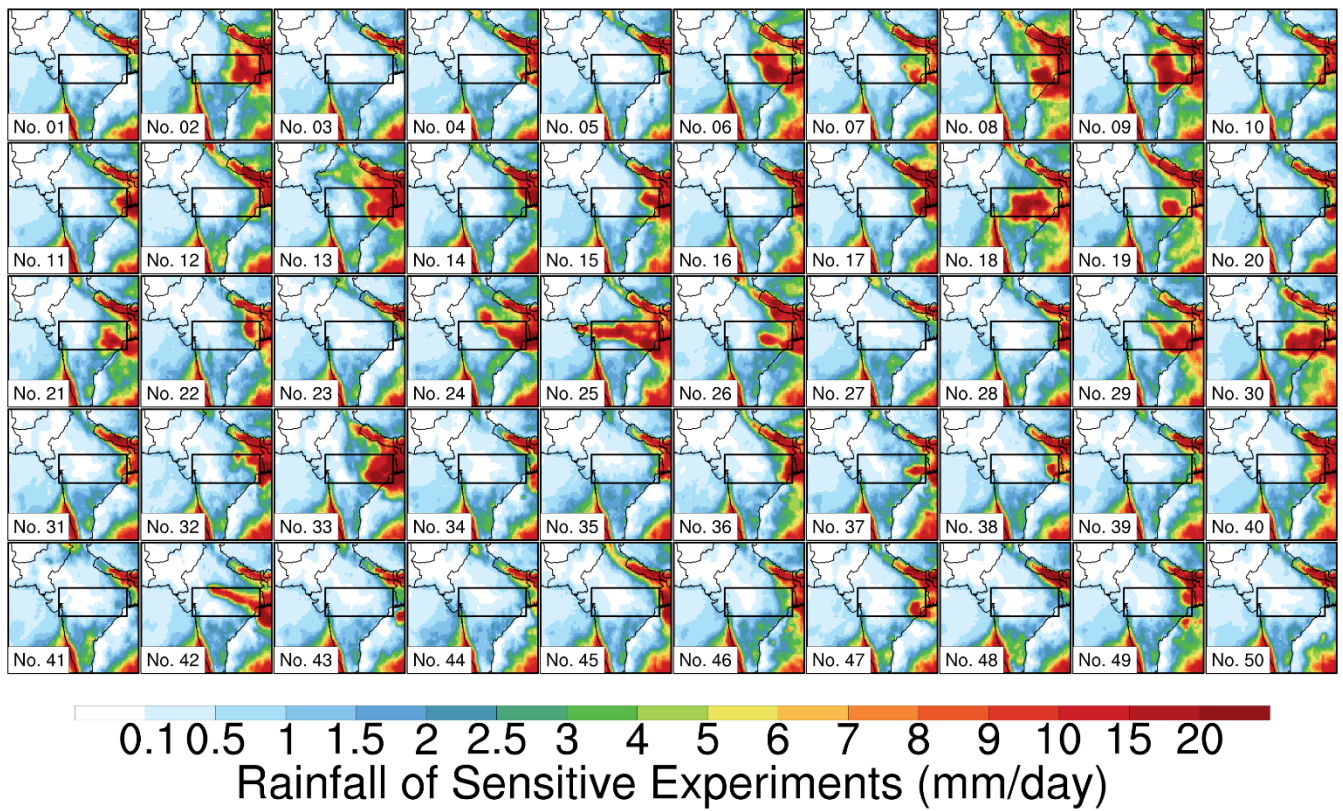 No. 01 No. 02 No. 03 No. 04 No. 05 No. 06 No. 07 No. 08 No. 09 No. 10
No. 11 No. 12 No. 13 No. 14 No. 15 No. 16 No. 17 No. 18 No. 19 No. 20
No. 21 No. 22 No. 23 No. 24 No. 25 No. 26 No. 27 No. 28 No. 29 No. 30
No. 31 No. 32 No. 33 No. 34 No. 35 No. 36 No. 37 No. 38 No. 39 No. 40
No. 41 No. 42 No. 43 No. 44 No. 45 No. 46 No. 47 No. 48 No. 49 No. 50
0.1 0.5 1 1.5 2 2.5 3 4 5 6 7 8 9 10 15 20
Rainfall of Sensitive Experiments (mm/day)